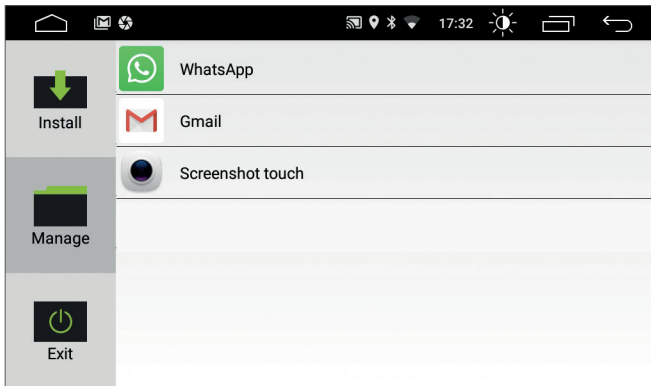 17:32
WhatsApp
Install
Gmail
Screenshot touch
Manage
Exit